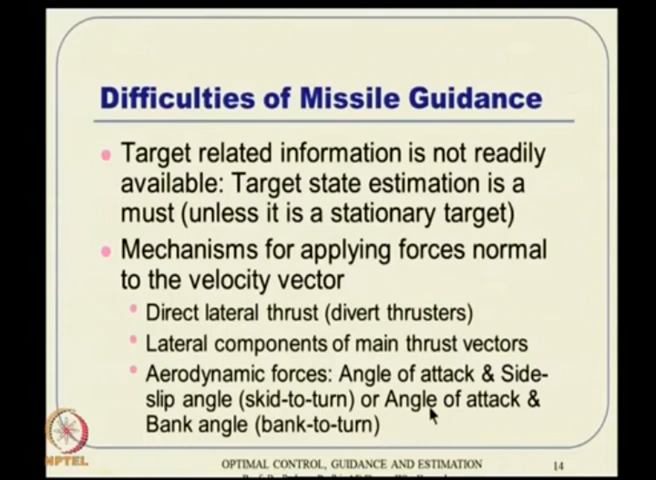 Difficulties of Missile Guidance
Target related information is not readily
available: Target state estimation is a
must (unless it is a stationary target)
Mechanisms for applying forces normal
to the velocity vector
Direct lateral thrust (divert thrusters)
Lateral components of main thrust vectors
Aerodynamic forces: Angle of attack & Side-
slip angle (skid-to-turn) or Angle of attack &
Bank angle (bank-to-turn)
NPTEL
OPTIMAL CONTROL, GUIDANCE AND ESTIMATION
14